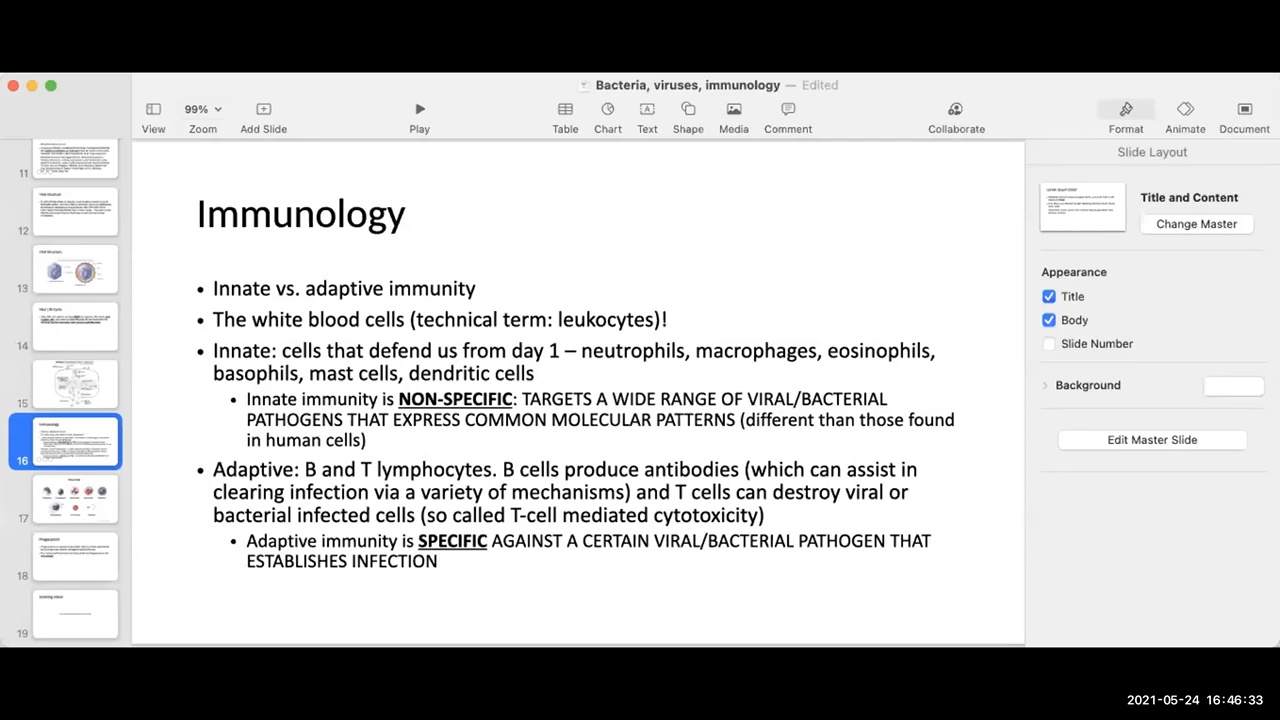 Bacteria, viruses, immunology — Edited
View
99%
Zoom
Add Slide
Play
Table
Chart
Text
Shape
Media
Comment
Collaborate
Format
Animate
Document
11
12
13
14
15
16
17
18
19
Immunology
• Innate vs. adaptive immunity
• The white blood cells (technical term: leukocytes)!
• Innate: cells that defend us from day 1 – neutrophils, macrophages, eosinophils,
basophils, mast cells, dendritic cells
• Innate immunity is NON-SPECIFIC: TARGETS A WIDE RANGE OF VIRAL/BACTERIAL
PATHOGENS THAT EXPRESS COMMON MOLECULAR PATTERNS (different than those found
in human cells)
• Adaptive: B and T lymphocytes. B cells produce antibodies (which can assist in
clearing infection via a variety of mechanisms) and T cells can destroy viral or
bacterial infected cells (so called T-cell mediated cytotoxicity)
• Adaptive immunity is SPECIFIC AGAINST A CERTAIN VIRAL/BACTERIAL PATHOGEN THAT
ESTABLISHES INFECTION
Slide Layout
Title and Content
Change Master
Appearance
Title
Body
Slide Number
Background
Edit Master Slide
2021-05-24 16:46:33